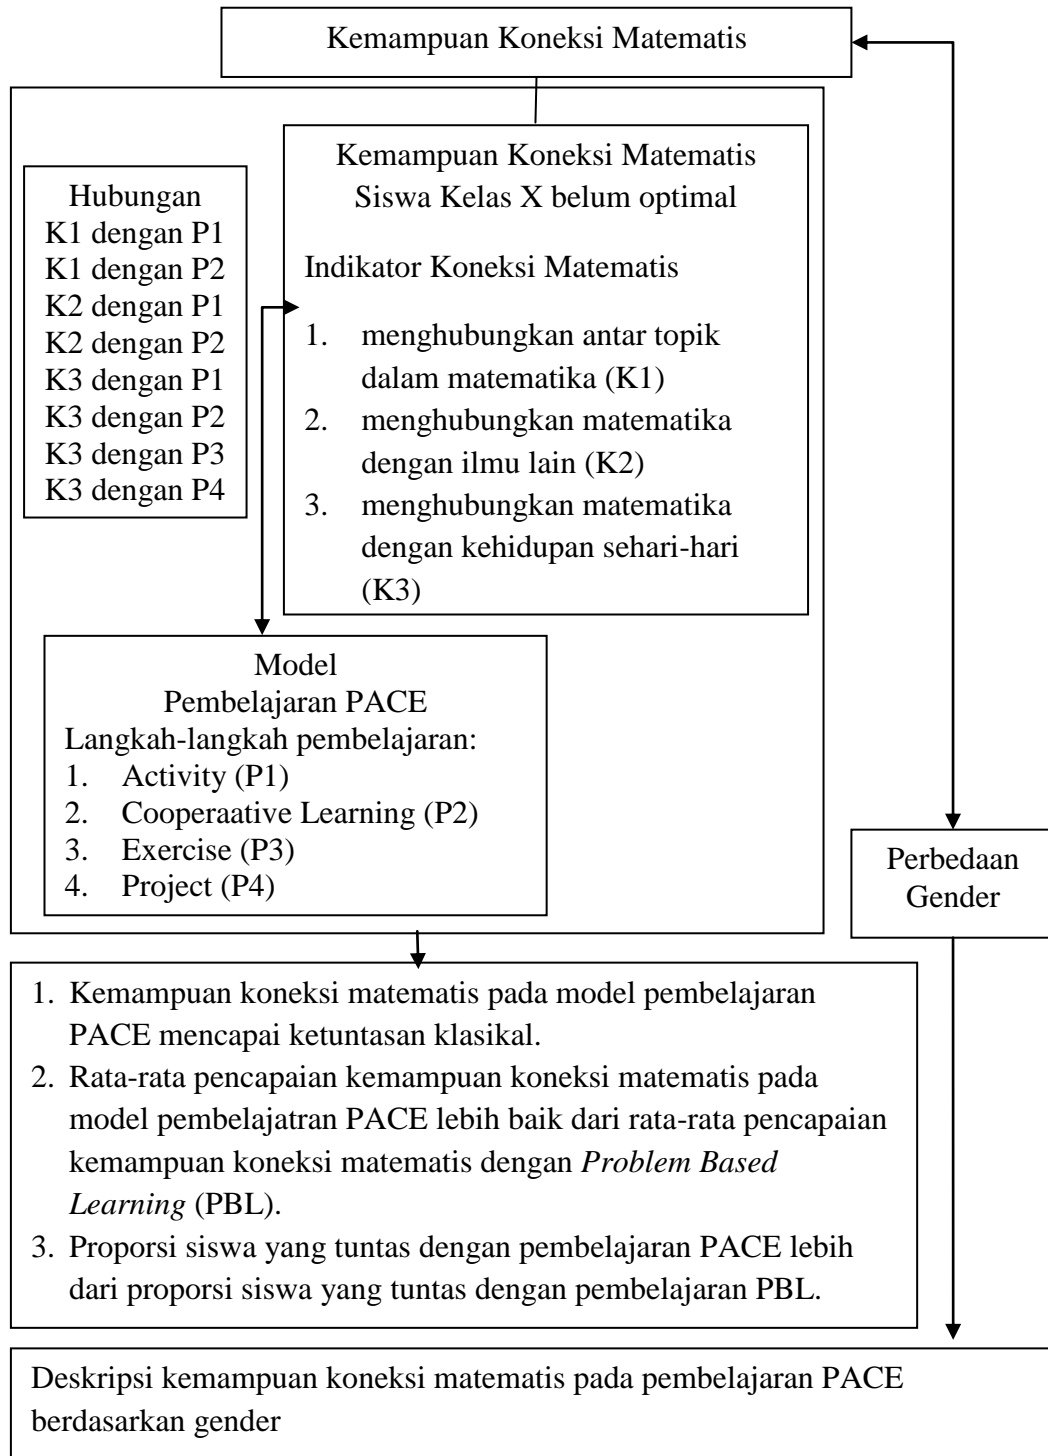 Kemampuan Koneksi Matematis
Hubungan
K1 dengan P1
K1 dengan P2
K2 dengan P1
K2 dengan P2
K3 dengan P1
K3 dengan P2
K3 dengan P3
K3 dengan P4
Kemampuan Koneksi Matematis
Siswa Kelas X belum optimal
Indikator Koneksi Matematis
1. menghubungkan antar topik
dalam matematika (K1)
2. menghubungkan matematika
dengan ilmu lain (K2)
3. menghubungkan matematika
dengan kehidupan sehari-hari
(K3)
Model
Pembelajaran PACE
Langkah-langkah pembelajaran:
1. Activity (P1)
2. Cooperaative Learning (P2)
3. Exercise (P3)
4. Project (P4)
Perbedaan
Gender
1. Kemampuan koneksi matematis pada model pembelajaran
PACE mencapai ketuntasan klasikal.
2. Rata-rata pencapaian kemampuan koneksi matematis pada
model pembelajatran PACE lebih baik dari rata-rata pencapaian
kemampuan koneksi matematis dengan Problem Based
Learning (PBL).
3. Proporsi siswa yang tuntas dengan pembelajaran PACE lebih
dari proporsi siswa yang tuntas dengan pembelajaran PBL.
Deskripsi kemampuan koneksi matematis pada pembelajaran PACE
berdasarkan gender